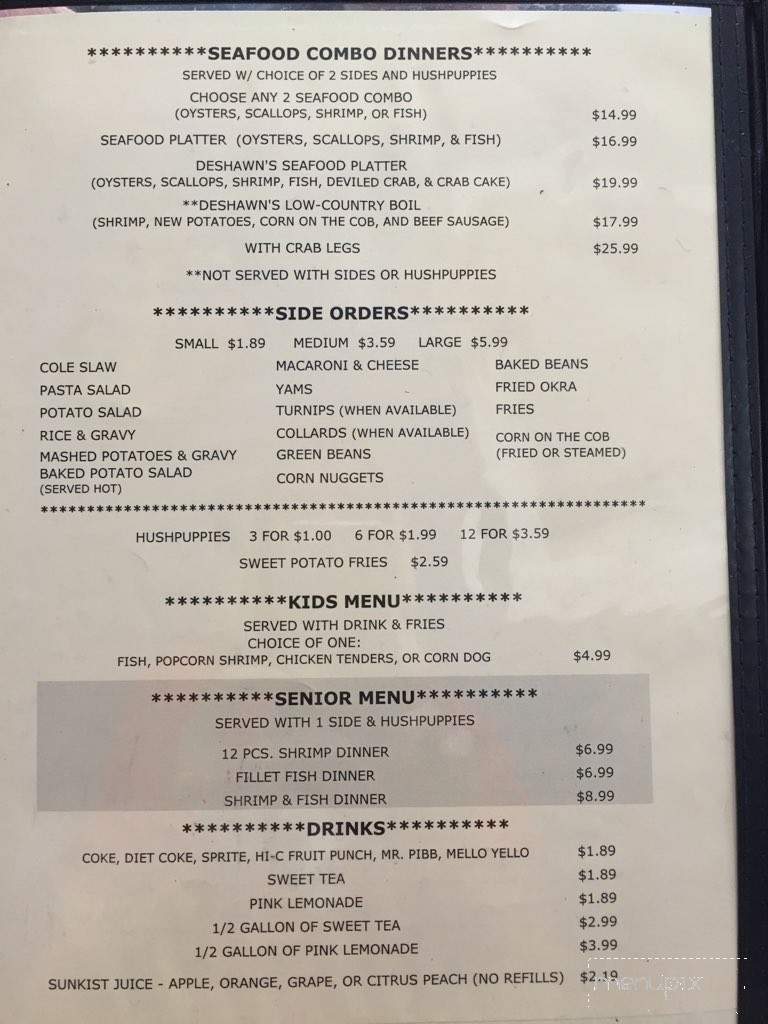 **********SEAFOOD COMBO DINNERS**********
SERVED W/ CHOICE OF 2 SIDES AND HUSHPUPPIES
CHOOSE ANY 2 SEAFOOD COMBO
(OYSTERS, SCALLOPS, SHRIMP, OR FISH) $14.99
SEAFOOD PLATTER (OYSTERS, SCALLOPS, SHRIMP, & FISH) $16.99
DESHAWN'S SEAFOOD PLATTER
(OYSTERS, SCALLOPS, SHRIMP, FISH, DEVILED CRAB, & CRAB CAKE) $19.99
**DESHAWN'S LOW-COUNTRY BOIL
(SHRIMP, NEW POTATOES, CORN ON THE COB, AND BEEF SAUSAGE) $17.99
WITH CRAB LEGS $25.99
**NOT SERVED WITH SIDES OR HUSHPUPPIES
**********SIDE ORDERS**********
SMALL $1.89 MEDIUM $3.59 LARGE $5.99
COLE SLAW MACARONI & CHEESE BAKED BEANS
PASTA SALAD YAMS FRIED OKRA
POTATO SALAD TURNIPS (WHEN AVAILABLE) FRIES
RICE & GRAVY COLLARDS (WHEN AVAILABLE) CORN ON THE COB
MASHED POTATOES & GRAVY GREEN BEANS (FRIED OR STEAMED)
BAKED POTATO SALAD CORN NUGGETS
(SERVED HOT)
******************************************************************
HUSHPUPPIES 3 FOR $1.00 6 FOR $1.99 12 FOR $3.59
SWEET POTATO FRIES $2.59
**********KIDS MENU**********
SERVED WITH DRINK & FRIES
CHOICE OF ONE:
FISH, POPCORN SHRIMP, CHICKEN TENDERS, OR CORN DOG $4.99
**********SENIOR MENU**********
SERVED WITH 1 SIDE & HUSHPUPPIES
12 PCS. SHRIMP DINNER $6.99
FILLET FISH DINNER $6.99
SHRIMP & FISH DINNER $8.99
**********DRINKS**********
COKE, DIET COKE, SPRITE, HI-C FRUIT PUNCH, MR. PIBB, MELLO YELLO $1.89
SWEET TEA $1.89
PINK LEMONADE $1.89
1/2 GALLON OF SWEET TEA $2.99
1/2 GALLON OF PINK LEMONADE $3.99
SUNKIST JUICE - APPLE, ORANGE, GRAPE, OR CITRUS PEACH (NO REFILLS) $2.19
menupix